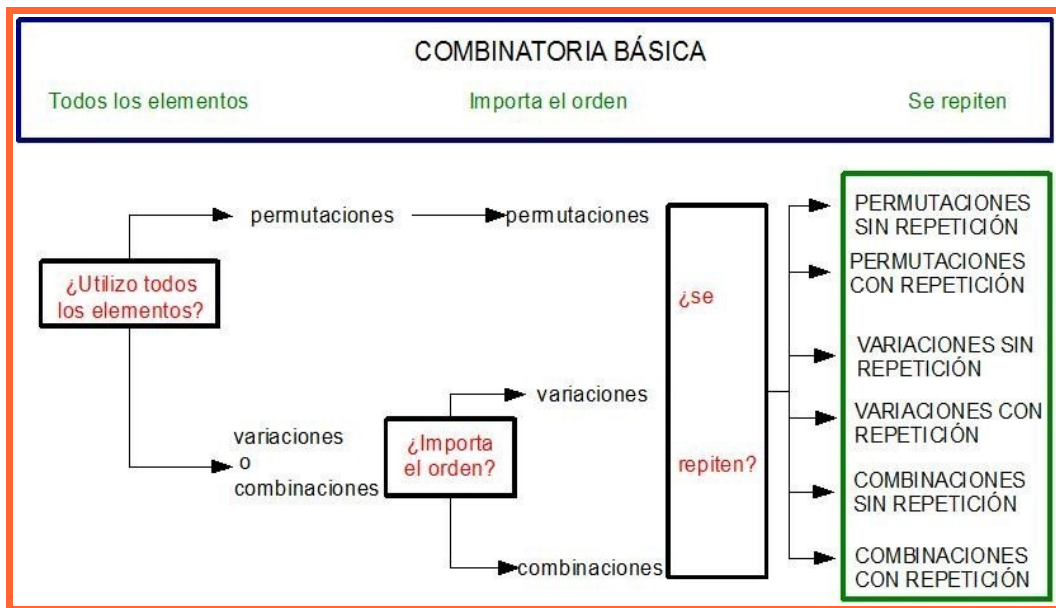 COMBINATORIA BÁSICA
Todos los elementos
Importa el orden
Se repiten
¿Utilizo todos
los elementos?
permutaciones
permutaciones
variaciones
o
combinaciones
¿Importa
el orden?
variaciones
combinaciones
¿se
repiten?
PERMUTACIONES
SIN REPETICIÓN
PERMUTACIONES
CON REPETICIÓN
VARIACIONES SIN
REPETICIÓN
VARIACIONES CON
REPETICIÓN
COMBINACIONES
SIN REPETICIÓN
COMBINACIONES
CON REPETICIÓN